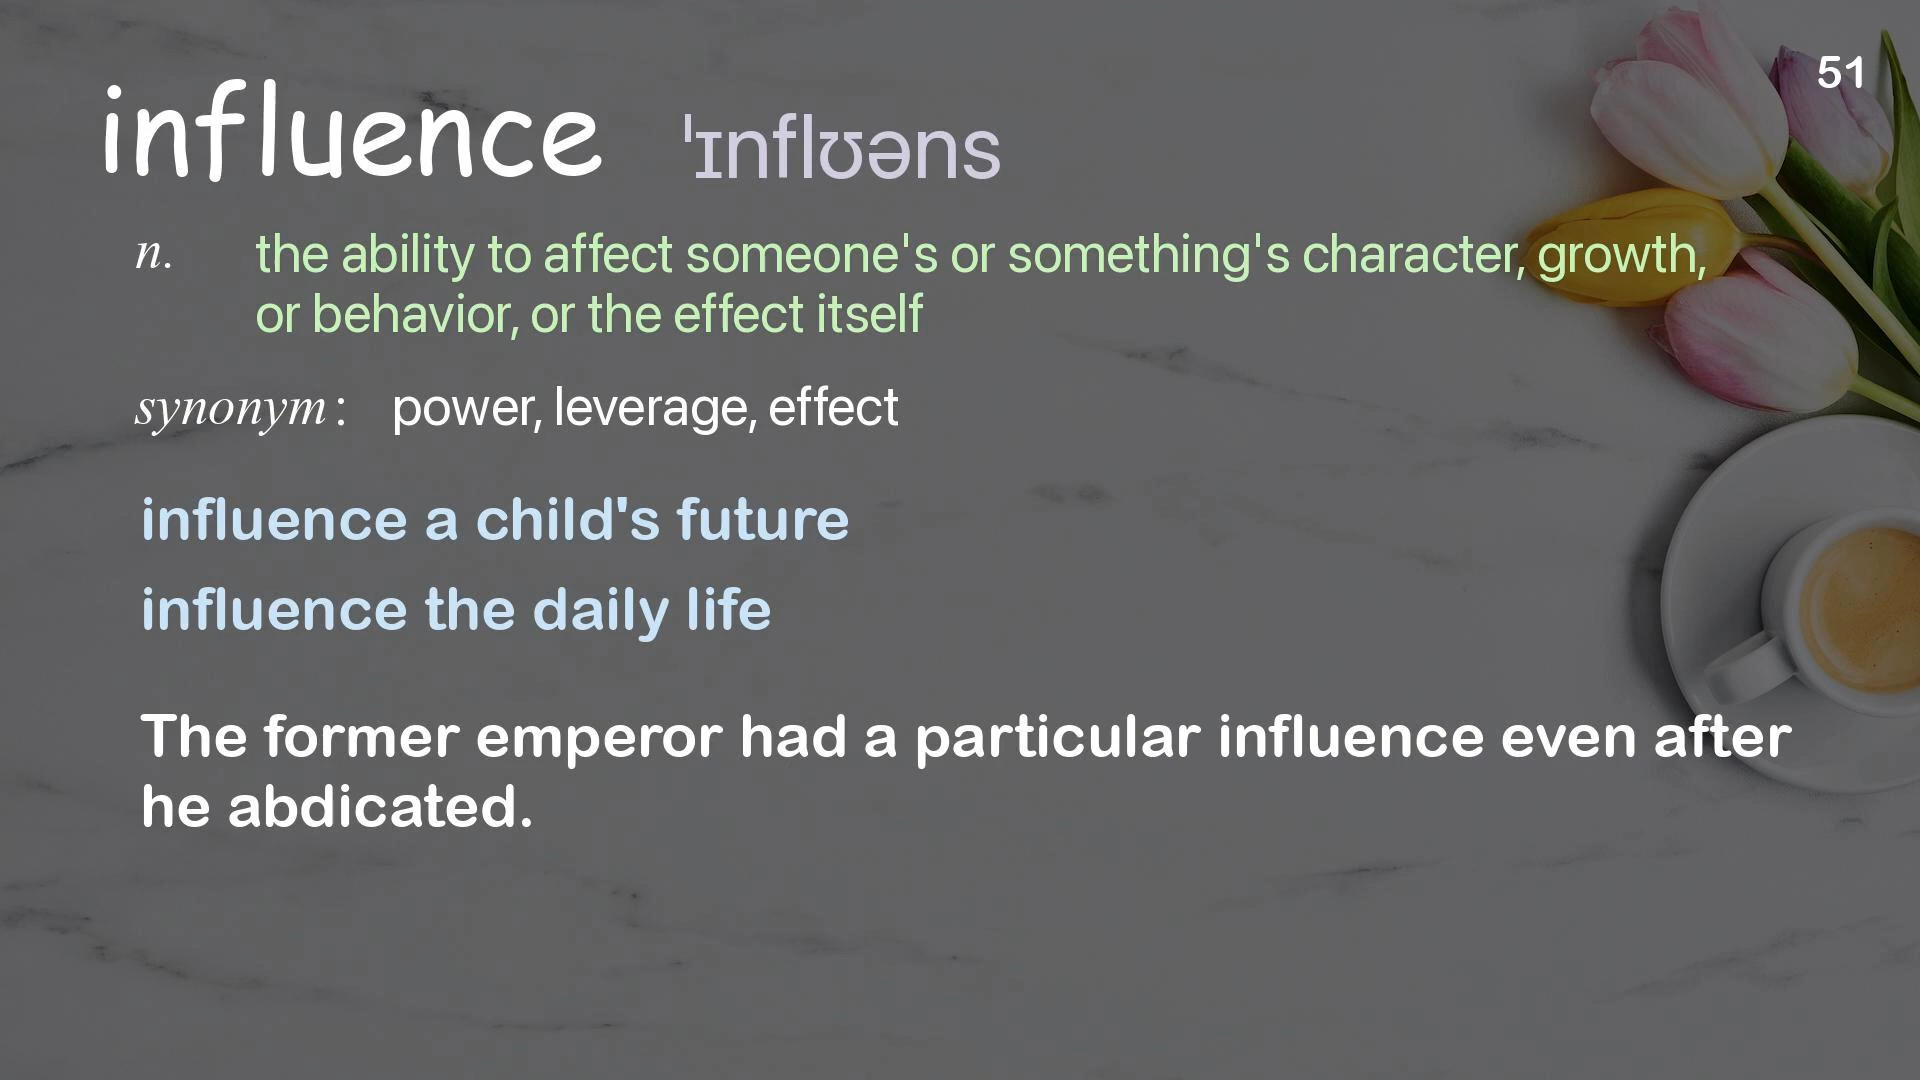 51
influence ˈɪnflʊəns
n. the ability to affect someone's or something's character, growth,
or behavior, or the effect itself
synonym : power, leverage, effect
influence a child's future
influence the daily life
The former emperor had a particular influence even after
he abdicated.